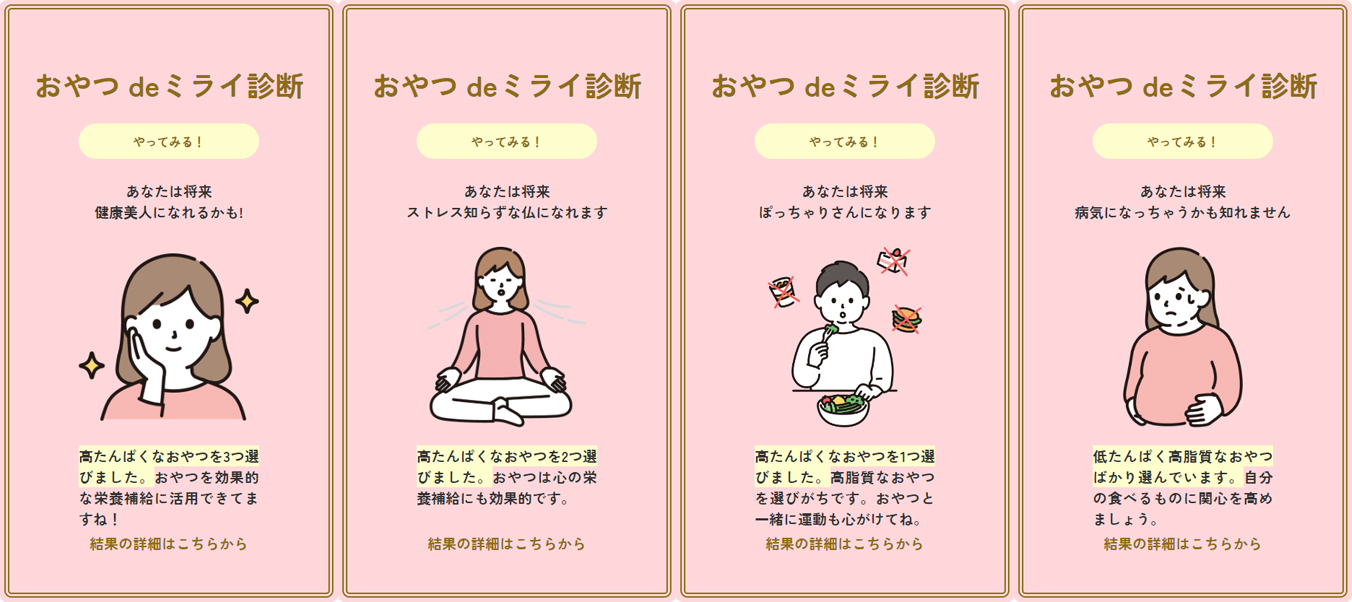 おやつ deミライ診断
やってみる！
あなたは将来
健康美人になれるかも!
高たんぱくなおやつを3つ選
びました。おやつを効果的
な栄養補給に活用できてま
すね！
結果の詳細はこちらから
おやつ deミライ診断
やってみる！
あなたは将来
ストレス知らずな仏になれます
高たんぱくなおやつを2つ選
びました。おやつは心の栄
養補給にも効果的です。
結果の詳細はこちらから
おやつ deミライ診断
やってみる！
あなたは将来
ぽっちゃりさんになります
高たんぱくなおやつを1つ選
びました。高脂質なおやつ
を選びがちです。おやつと
一緒に運動も心がけてね。
結果の詳細はこちらから
おやつ deミライ診断
やってみる！
あなたは将来
病気になっちゃうかも知れません
低たんぱく高脂質なおやつ
ばかり選んでいます。自分
の食べるものに関心を高め
ましょう。
結果の詳細はこちらから